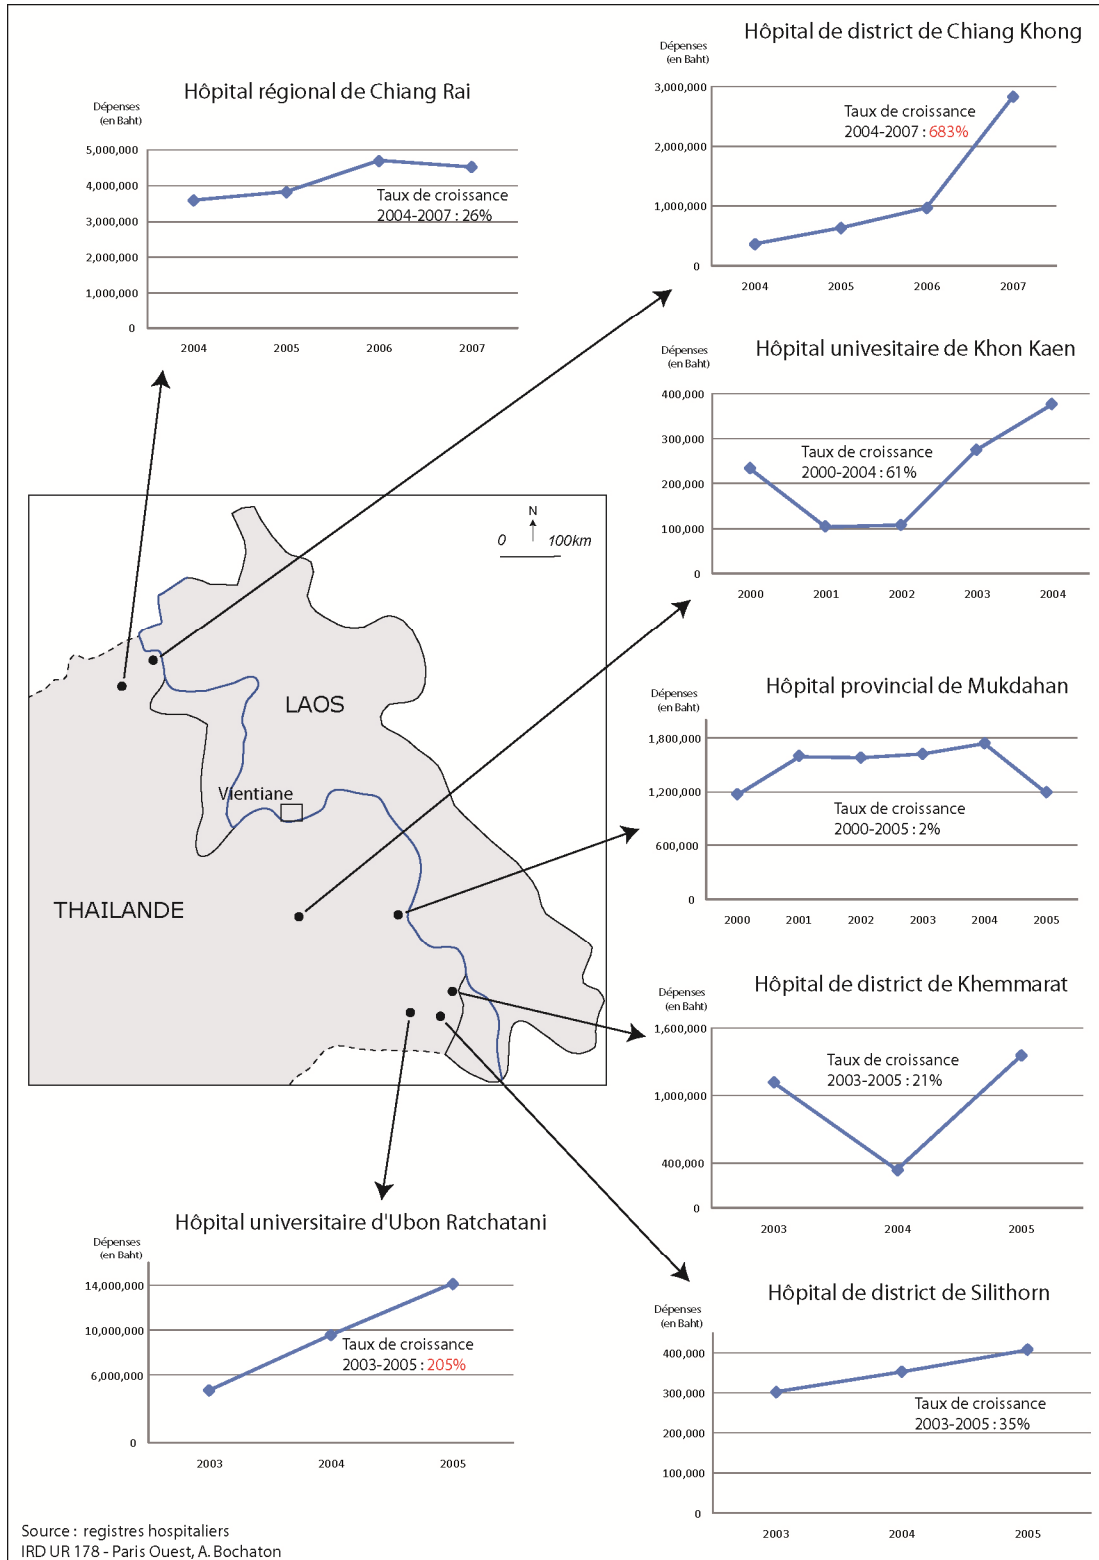 Hôpital de district de Chiang Khong
Dépenses
(en Baht)
3,000,000
2,000,000
1,000,000
0
Taux de croissance
2004-2007 : 683%
2004 2005 2006 2007
Hôpital régional de Chiang Rai
Dépenses
(en Baht)
5,000,000
4,000,000
3,000,000
2,000,000
1,000,000
0
Taux de croissance
2004-2007 : 26%
2004 2005 2006 2007
Hôpital univesitaire de Khon Kaen
Dépenses
(en Baht)
400,000
300,000
200,000
100,000
0
Taux de croissance
2000-2004 : 61%
2000 2001 2002 2003 2004
N
0 100km
LAOS
Vientiane
THAILANDE
Hôpital provincial de Mukdahan
Dépenses
(en Baht)
1,800,000
1,200,000
600,000
0
Taux de croissance
2000-2005 : 2%
2000 2001 2002 2003 2004 2005
Hôpital de district de Khemmarat
Dépenses
(en Baht)
1,600,000
1,000,000
400,000
0
Taux de croissance
2003-2005 : 21%
2003 2004 2005
Hôpital universitaire d'Ubon Ratchatani
Dépenses
(en Baht)
14,000,000
10,000,000
6,000,000
0
Taux de croissance
2003-2005 : 205%
2003 2004 2005
Hôpital de district de Silithorn
Dépenses
(en Baht)
400,000
300,000
200,000
100,000
0
Taux de croissance
2003-2005 : 35%
2003 2004 2005
Source : registres hospitaliers
IRD UR 178 - Paris Ouest, A. Bochaton